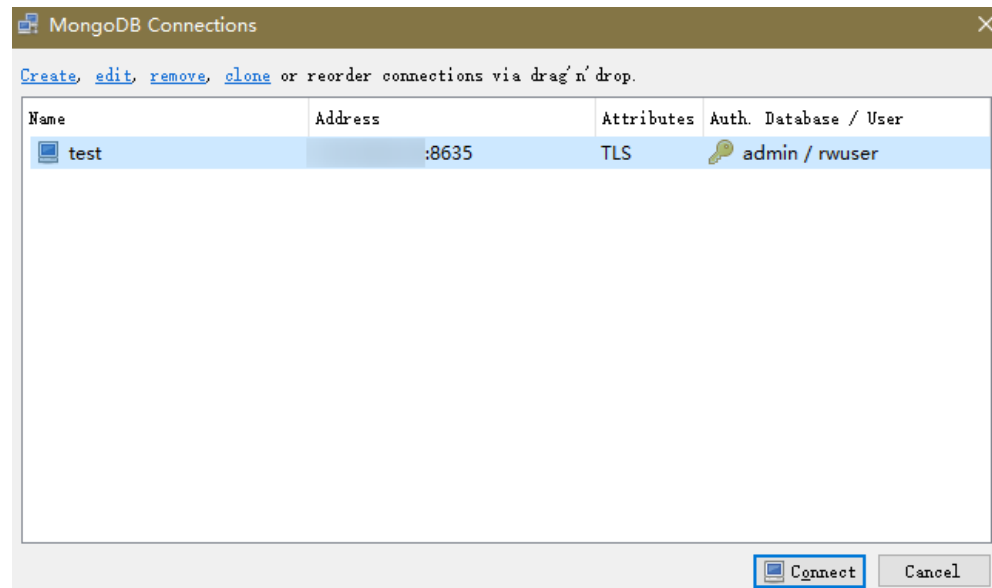 MongoDB Connections
Create, edit, remove, clone or reorder connections via drag'n'drop.
Name Address Attributes Auth. Database / User
test :8635 TLS admin / rwuser
Connect Cancel